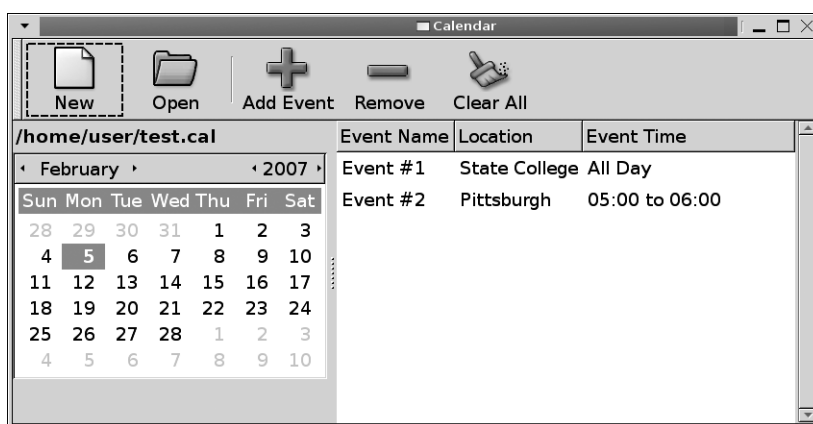 Calendar
New Open Add Event Remove Clear All
/home/user/test.cal
February 2007
Sun Mon Tue Wed Thu Fri Sat
28 29 30 31 1 2 3
4 5 6 7 8 9 10
11 12 13 14 15 16 17
18 19 20 21 22 23 24
25 26 27 28 1 2 3
4 5 6 7 8 9 10
Event Name Location Event Time
Event #1 State College All Day
Event #2 Pittsburgh 05:00 to 06:00